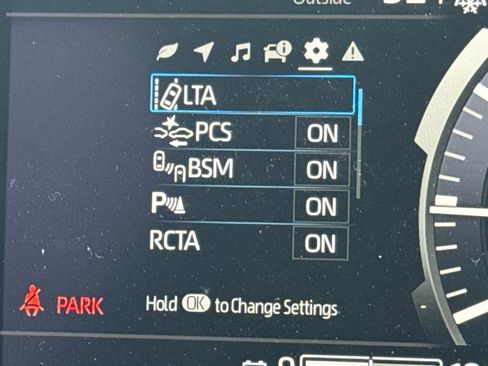 Outside
LTA
PCS ON
BSM ON
P ON
RCTA ON
PARK Hold OK to Change Settings